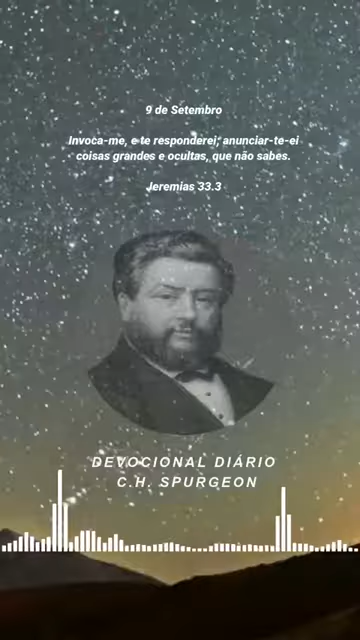 9 de Setembro
Invoca-me, e te responderei; anunciar-te-ei
coisas grandes e ocultas, que não sabes.
Jeremias 33.3
DEVOCIONAL DIÁRIO
C.H. SPURGEON